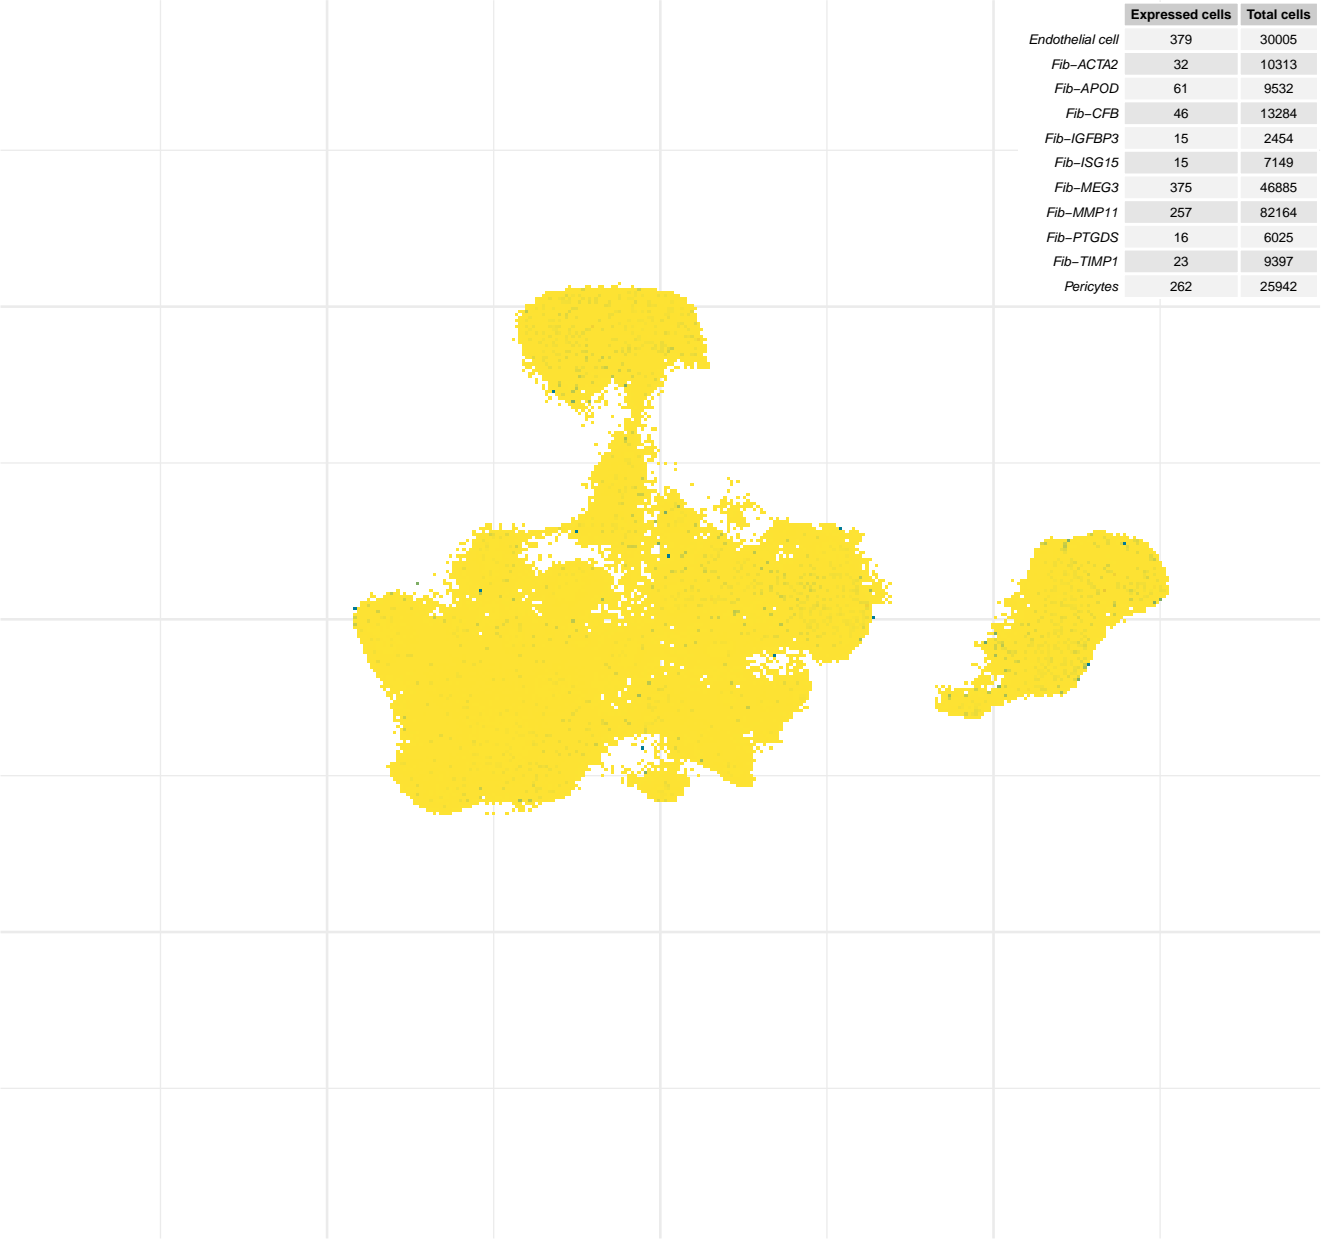 Expressed cells Total cells
Endothelial cell 379 30005
Fib−ACTA2 32 10313
Fib−APOD 61 9532
Fib−CFB 46 13284
Fib−IGFBP3 15 2454
Fib−ISG15 15 7149
Fib−MEG3 375 46885
Fib−MMP11 257 82164
Fib−PTGDS 16 6025
Fib−TIMP1 23 9397
Pericytes 262 25942